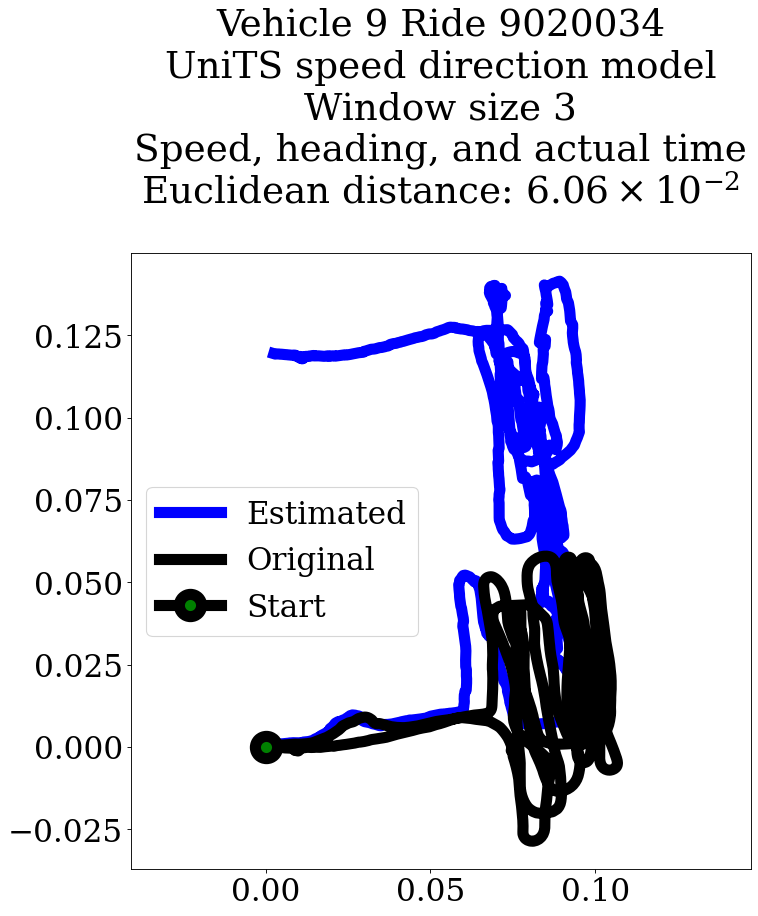 Vehicle 9 Ride 9020034
UniTS speed direction model
Window size 3
Speed, heading, and actual time
Euclidean distance: 6.06 × 10⁻²
0.125
0.100
0.075
0.050
0.025
0.000
−0.025
Estimated
Original
Start
0.00 0.05 0.10